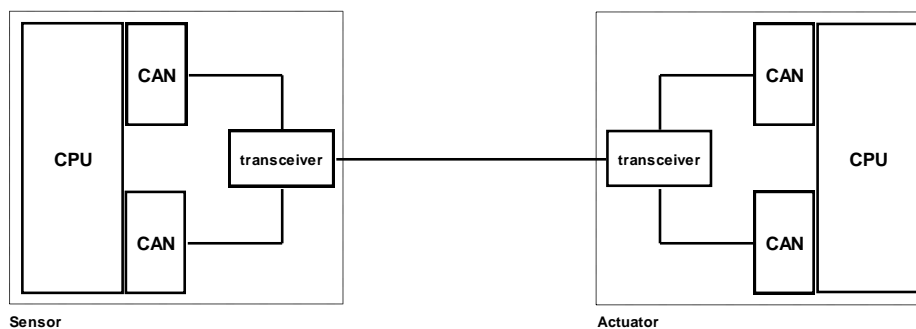 CAN
CAN
CPU
transceiver
transceiver
CPU
CAN
CAN
Sensor
Actuator